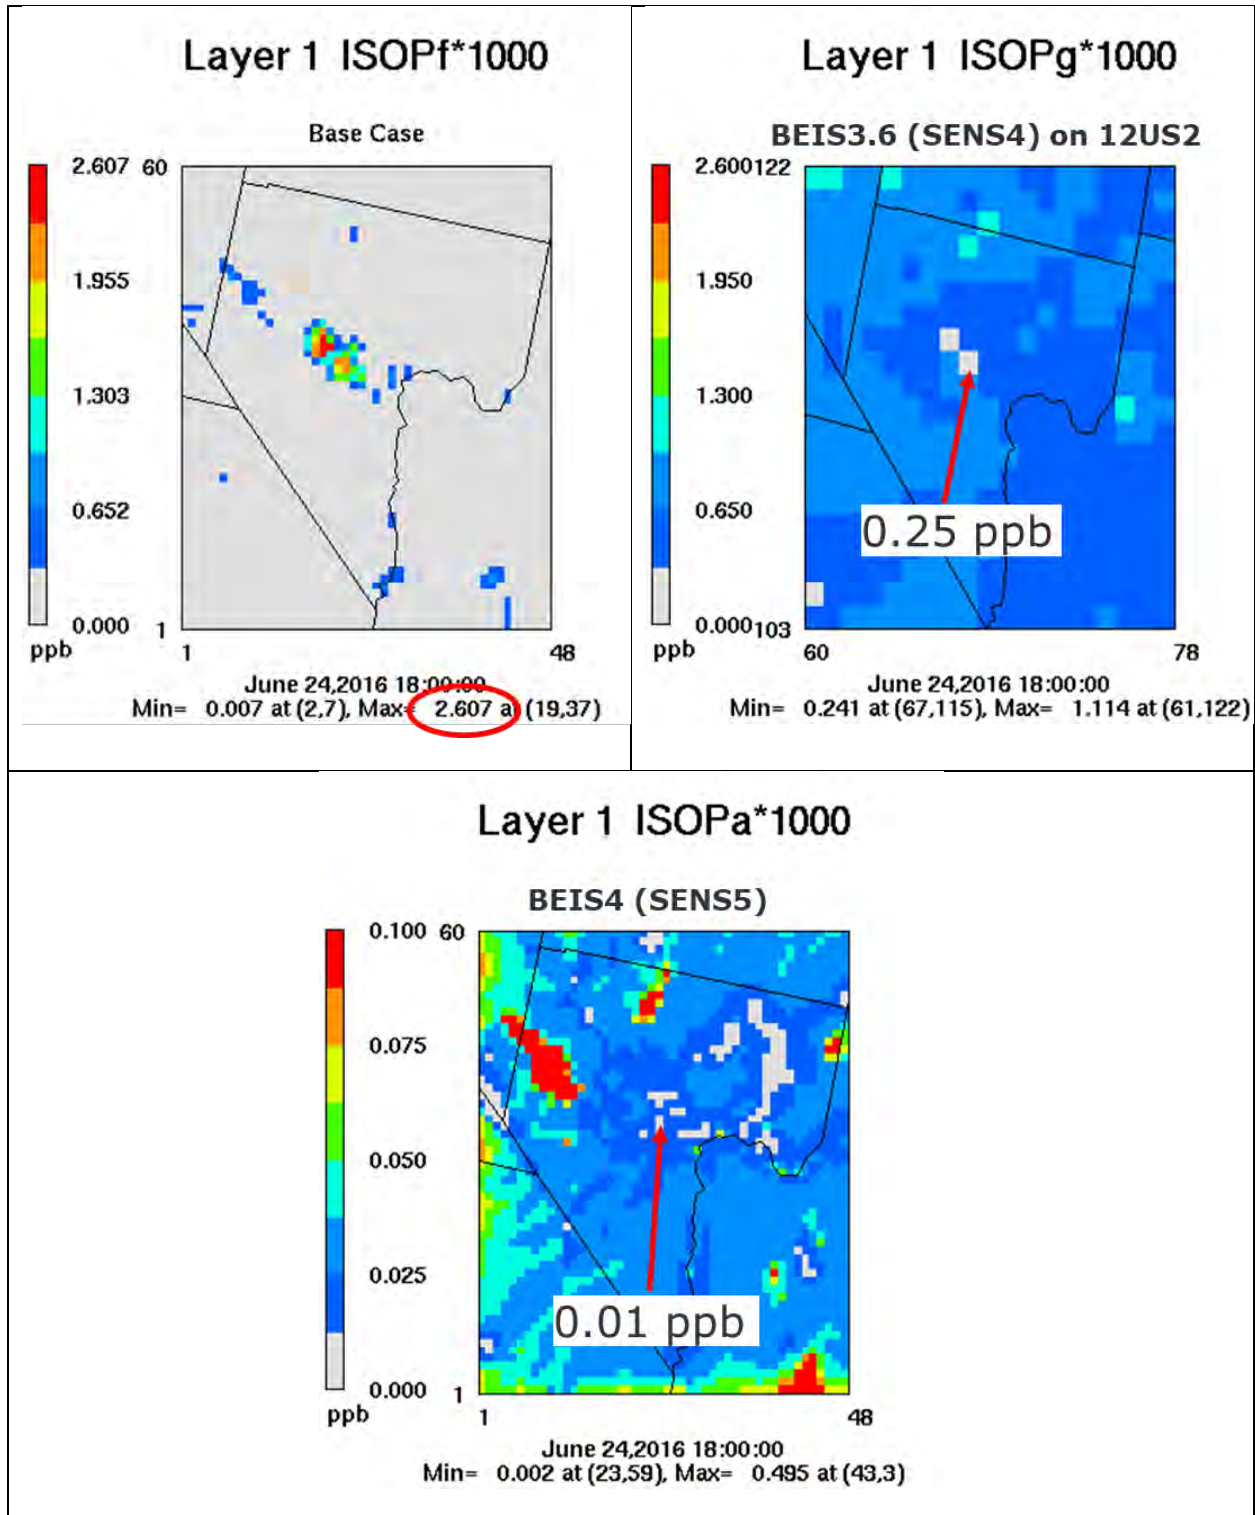 Layer 1 ISOPf*1000
Base Case
2.607
60
1.955
1.303
0.652
0.000
1
ppb
1
48
June 24,2016 18:00:00
Min= 0.007 at (2,7), Max= 2.607 at (19,37)
Layer 1 ISOPg*1000
BEIS3.6 (SENS4) on 12US2
2.600
122
1.950
1.300
0.650
0.25 ppb
0.000
103
ppb
60
78
June 24,2016 18:00:00
Min= 0.241 at (67,115), Max= 1.114 at (61,122)
Layer 1 ISOPa*1000
BEIS4 (SENS5)
0.100
60
0.075
0.050
0.025
0.01 ppb
0.000
1
ppb
1
48
June 24,2016 18:00:00
Min= 0.002 at (23,59), Max= 0.495 at (43,3)